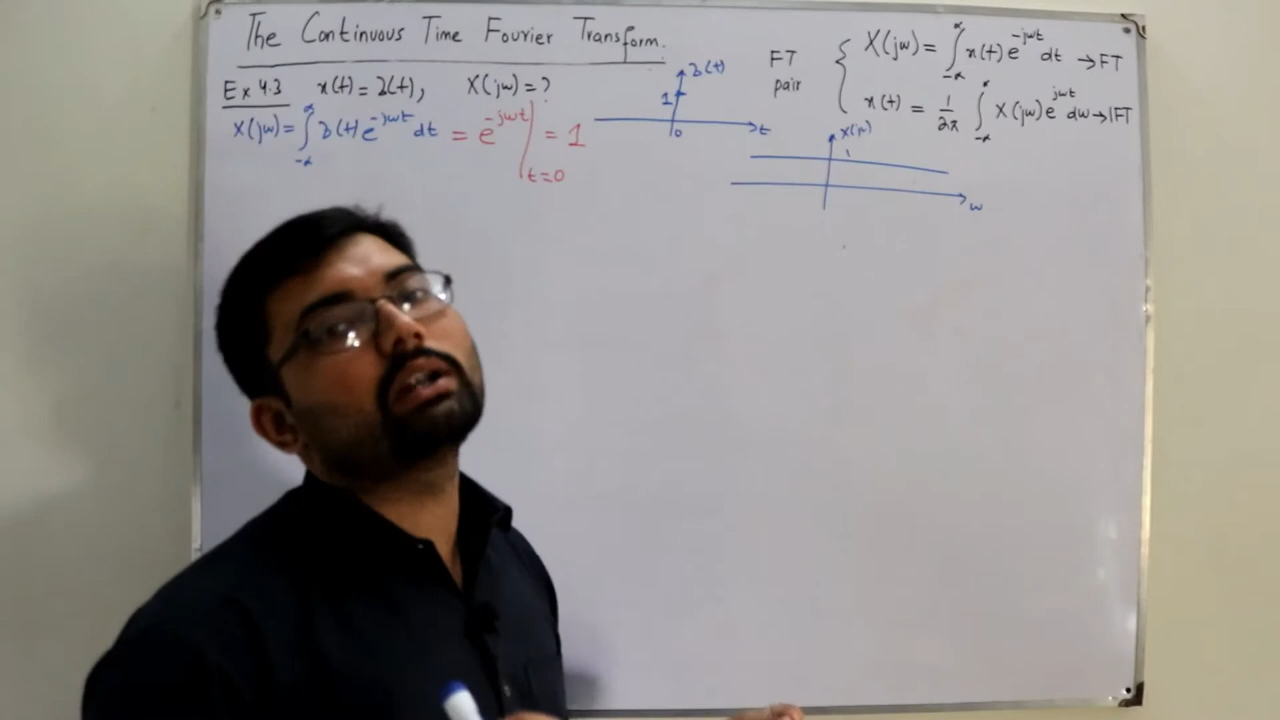 The Continuous Time Fourier Transform.
Ex 4.3 x(t) = δ(t), X(jω) = ?
X(jω) = ∫_{-∞}^{∞} δ(t) e^{-jωt} dt = e^{-jωt} |_{t=0} = 1
δ(t)
1
0
t
FT pair
X(jω) = ∫_{-∞}^{∞} x(t) e^{-jωt} dt → FT
x(t) = 1/2π ∫_{-∞}^{∞} X(jω) e^{jωt} dω → IFT
X(jω)
1
ω